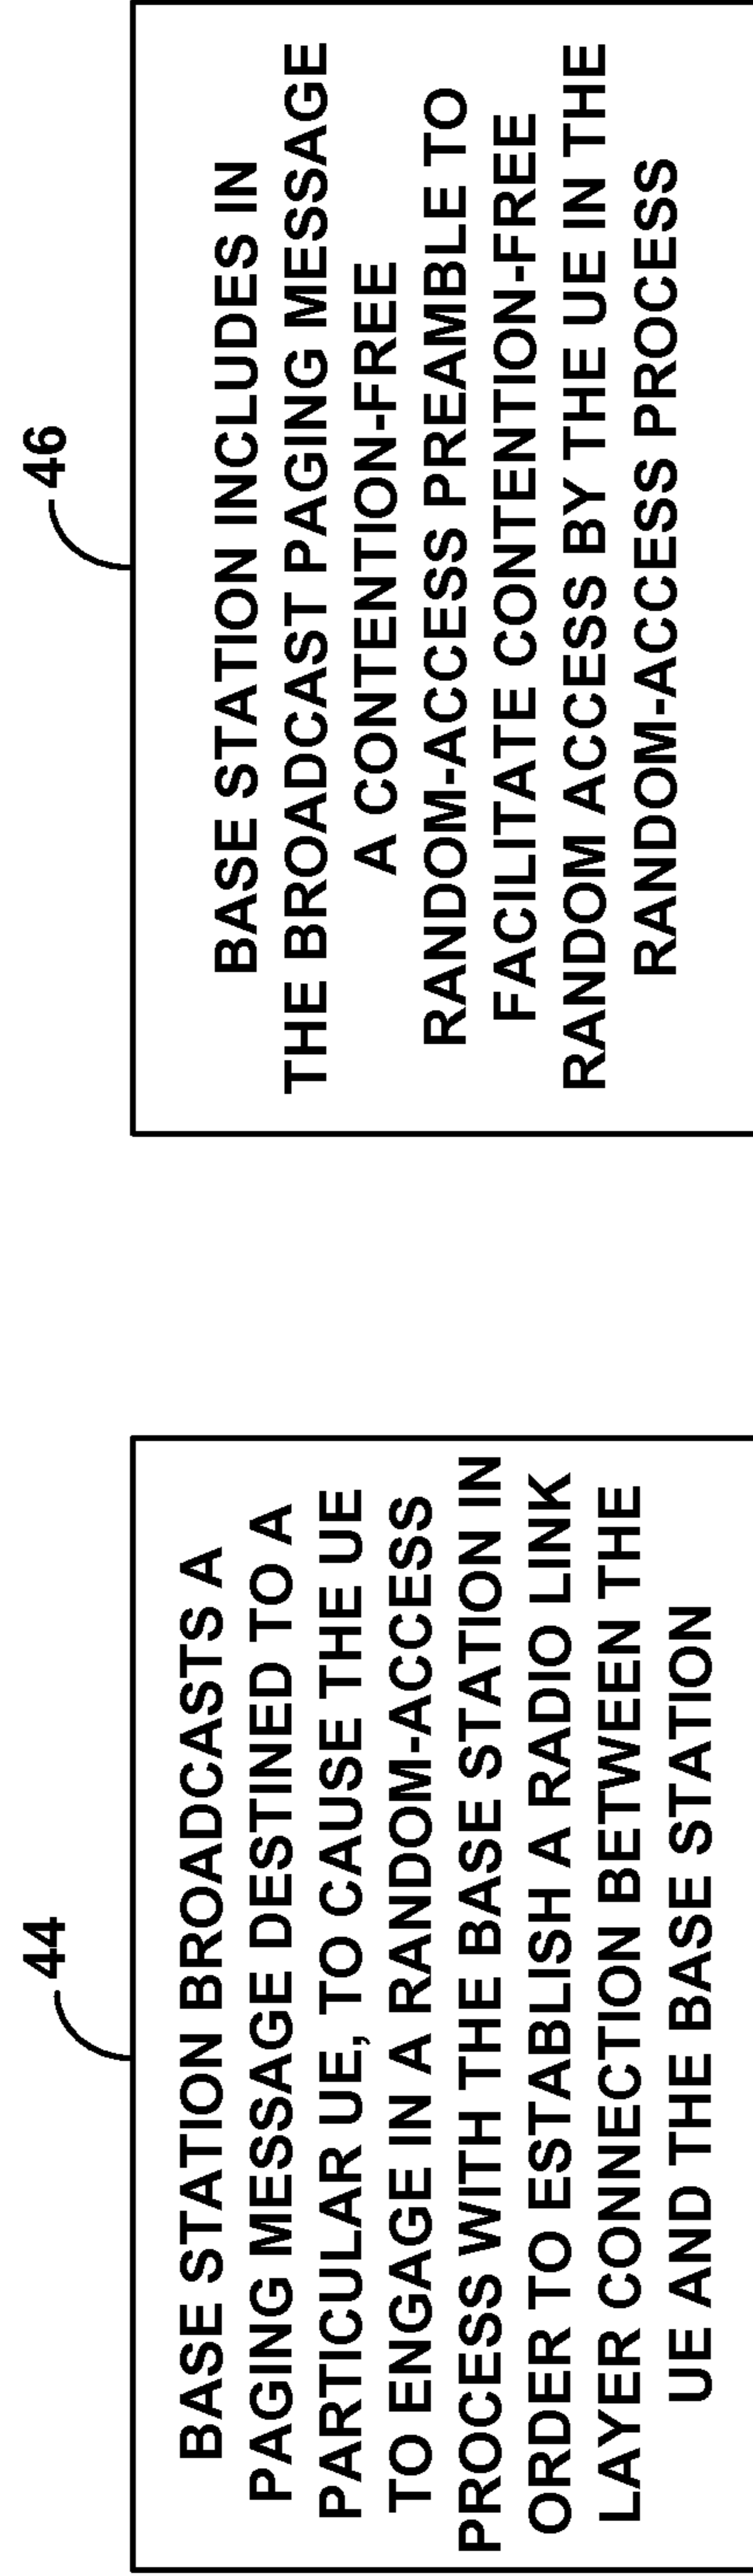 44
BASE STATION BROADCASTS A
PAGING MESSAGE DESTINED TO A
PARTICULAR UE, TO CAUSE THE UE
TO ENGAGE IN A RANDOM-ACCESS
PROCESS WITH THE BASE STATION IN
ORDER TO ESTABLISH A RADIO LINK
LAYER CONNECTION BETWEEN THE
UE AND THE BASE STATION
46
BASE STATION INCLUDES IN
THE BROADCAST PAGING MESSAGE
A CONTENTION-FREE
RANDOM-ACCESS PREAMBLE TO
FACILITATE CONTENTION-FREE
RANDOM ACCESS BY THE UE IN THE
RANDOM-ACCESS PROCESS